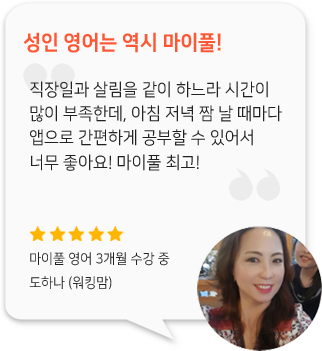 성인 영어는 역시 마이풀!
직장일과 살림을 같이 하느라 시간이
많이 부족한데, 아침 저녁 짬 날 때마다
앱으로 간편하게 공부할 수 있어서
너무 좋아요! 마이풀 최고!
마이풀 영어 3개월 수강 중
도하나 (워킹맘)